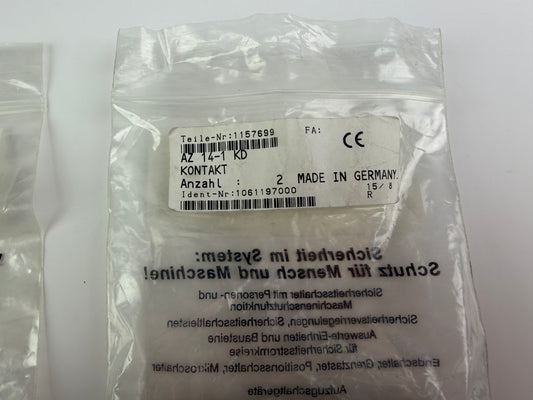 Teile-Nr:1157699 FA: CE
AZ 14-1 KD
KONTAKT
Anzahl : 2 MADE IN GERMANY
Ident-Nr:1061197000 15/ 8
R
Sicherheit im System:
Schutz für Mensch und Maschine!
Sicherheitsschalter mit Personen- und
Maschinenschutzfunktion
Sicherheitsverriegelungen, Sicherheitsschaltleisten
Auswerte-Einheiten und Bausteine
für Sicherheitsstromkreise
Endschalter, Grenztaster, Positionsschalter, Mikroschalter
Aufzugschaltgeräte